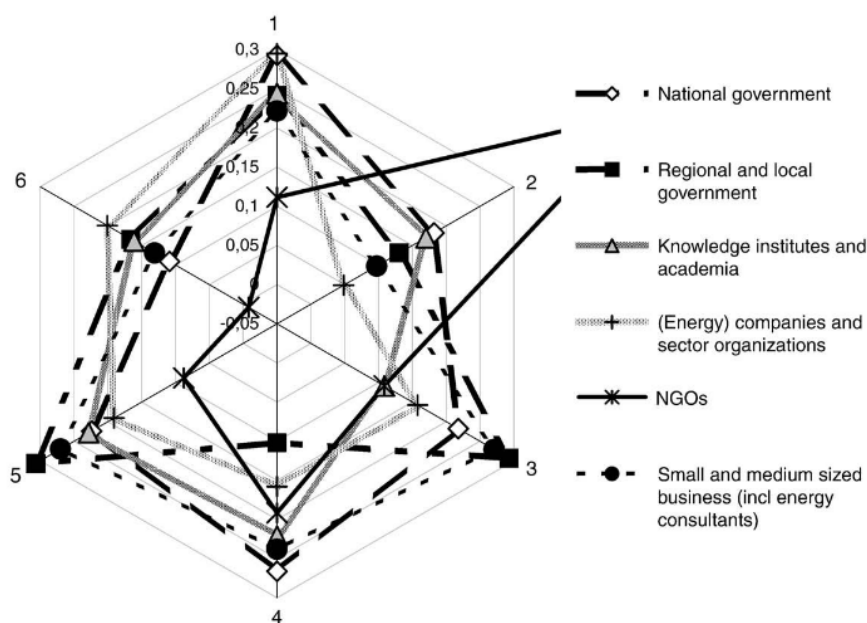 1
0,3
0,25
0,2
0,15
0,1
0,05
0
-0,05
2
3
4
5
6
National government
Regional and local
government
Knowledge institutes and
academia
(Energy) companies and
sector organizations
NGOs
Small and medium sized
business (incl energy
consultants)